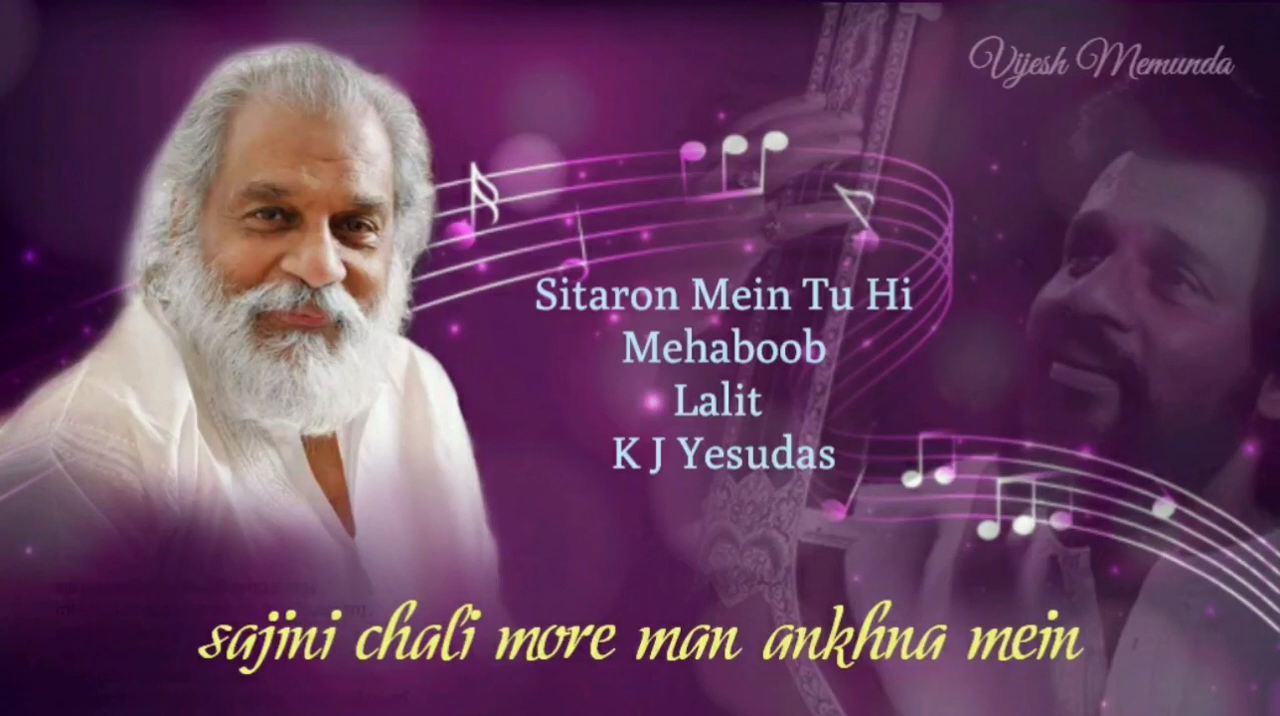 Vijesh Memunda
Sitaron Mein Tu Hi
Mehaboob
Lalit
K J Yesudas
sajini chali more man ankhna mein